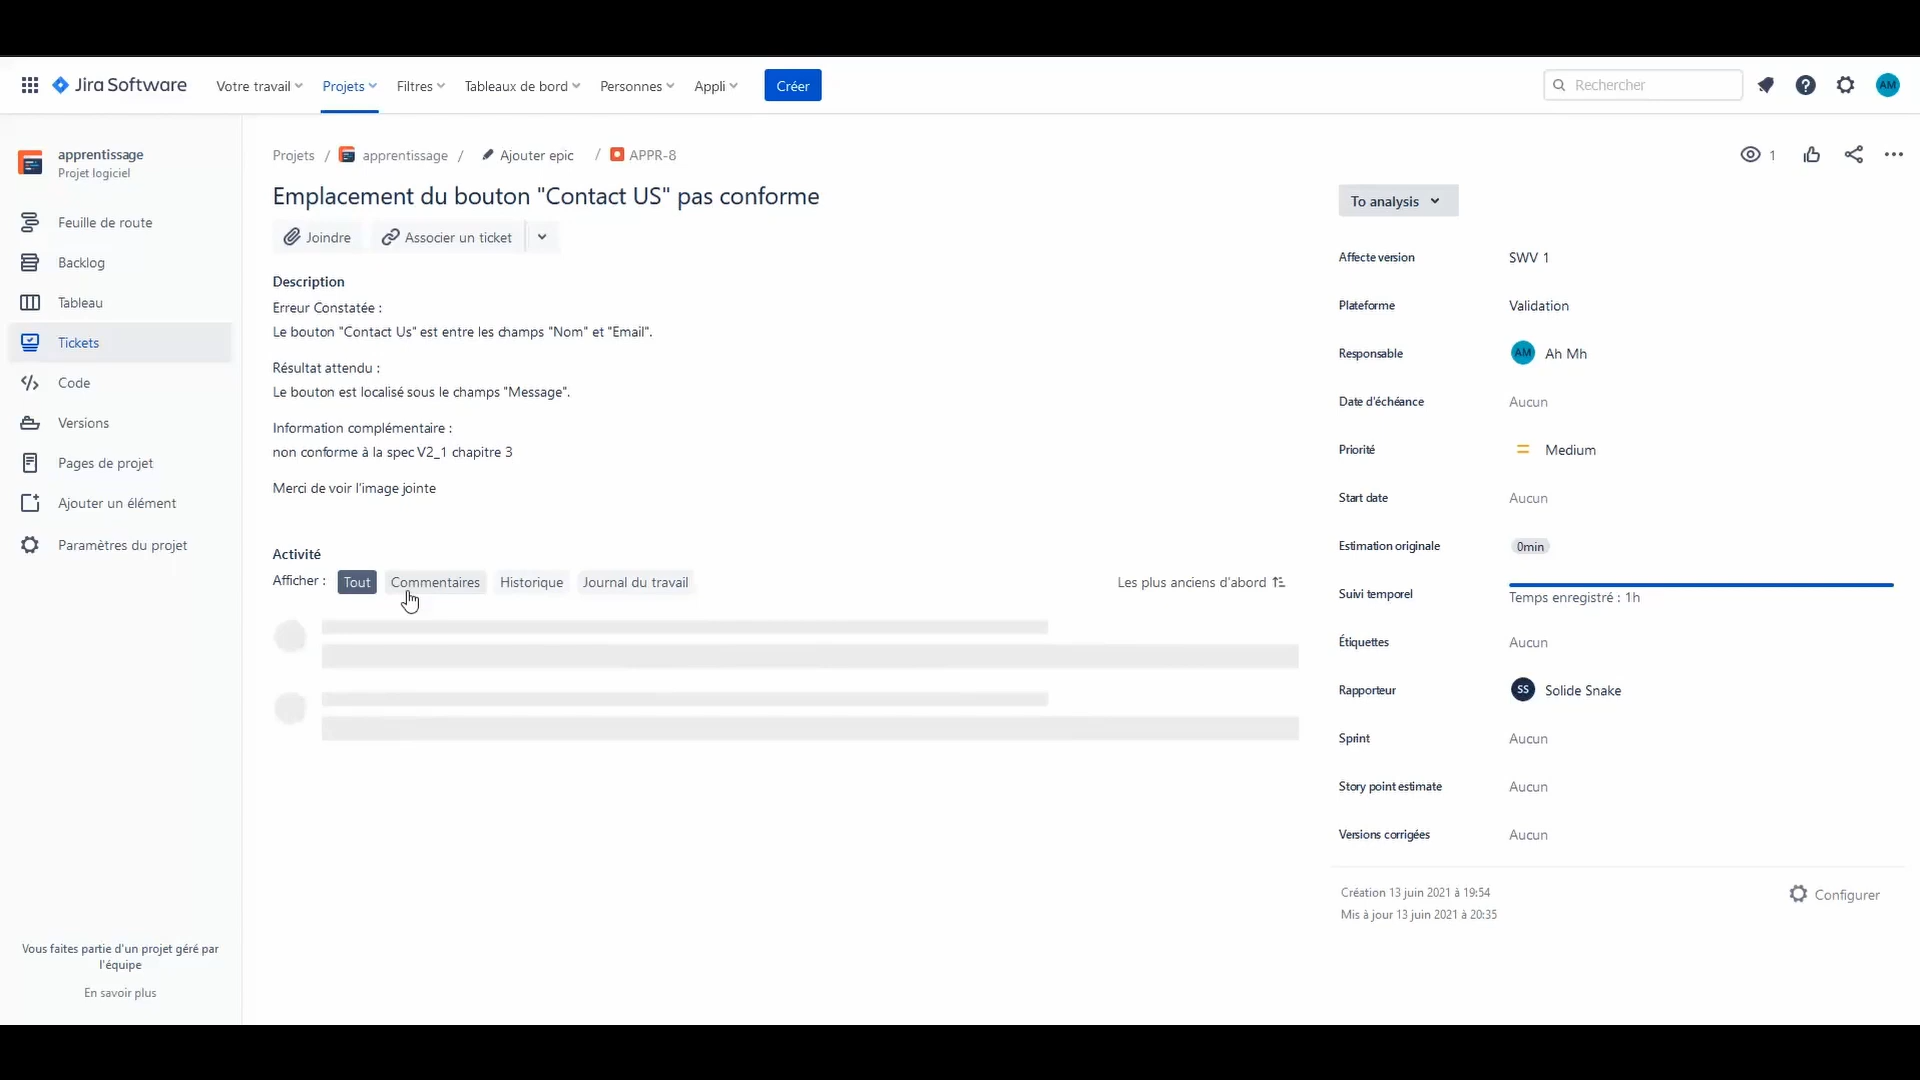 Jira Software
Votre travail
Projets
Filtres
Tableaux de bord
Personnes
Appli
Créer
Rechercher
AM
apprentissage
Projet logiciel
Feuille de route
Backlog
Tableau
Tickets
Code
Versions
Pages de projet
Ajouter un élément
Paramètres du projet
Vous faites partie d'un projet géré par
l'équipe
En savoir plus
Projets / apprentissage / Ajouter epic / APPR-8
1
Emplacement du bouton "Contact US" pas conforme
Joindre
Associer un ticket
Description
Erreur Constatée :
Le bouton "Contact Us" est entre les champs "Nom" et "Email".
Résultat attendu :
Le bouton est localisé sous le champs "Message".
Information complémentaire :
non conforme à la spec V2_1 chapitre 3
Merci de voir l'image jointe
Activité
Afficher : Tout Commentaires Historique Journal du travail
Les plus anciens d'abord
To analysis
Affecte version SWV 1
Plateforme Validation
Responsable AM Ah Mh
Date d'échéance Aucun
Priorité Medium
Start date Aucun
Estimation originale 0min
Suivi temporel Temps enregistré : 1h
Étiquettes Aucun
Rapporteur SS Solide Snake
Sprint Aucun
Story point estimate Aucun
Versions corrigées Aucun
Création 13 juin 2021 à 19:54
Mis à jour 13 juin 2021 à 20:35
Configurer